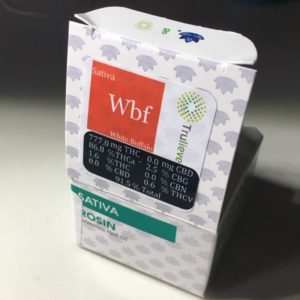 Sativa
Wbf
White Buffalo
Trulieve
777.0 mg THC 0.0 mg CBD
86.8 %THCa 2.5 % CBG
1.6 %THC 0.0 % CBN
0.0 % CBD 0.6 % THCV
91.5 % Total
SATIVA
ROSIN